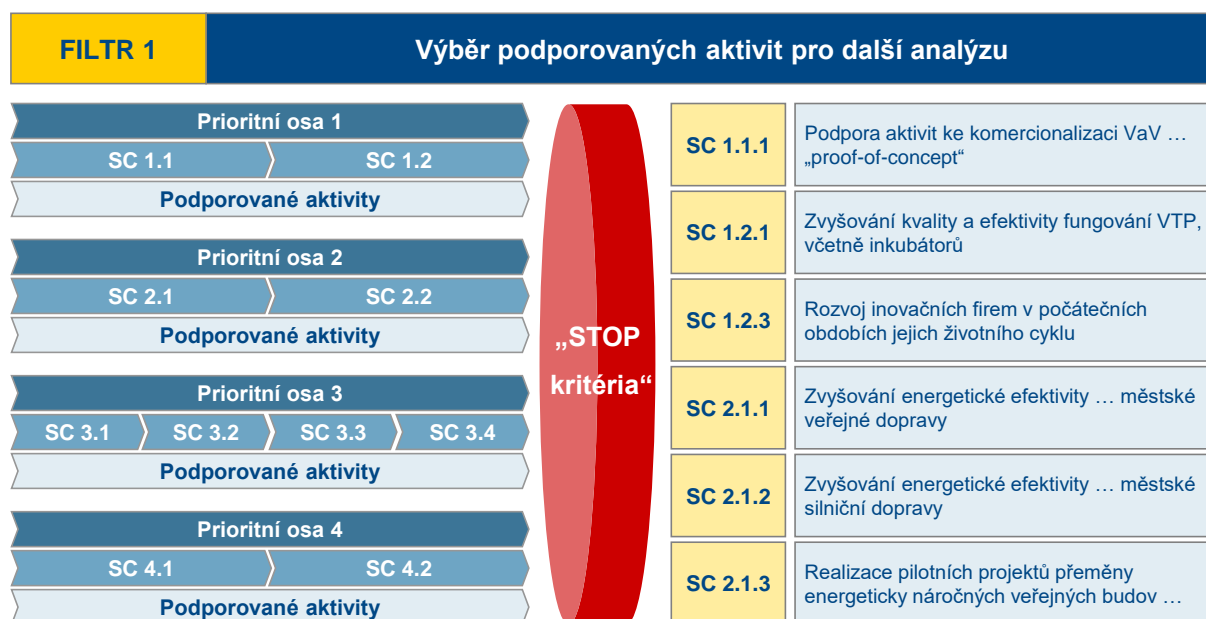 FILTR 1
Výběr podporovaných aktivit pro další analýzu
Prioritní osa 1
SC 1.1
SC 1.2
Podporované aktivity
Prioritní osa 2
SC 2.1
SC 2.2
Podporované aktivity
Prioritní osa 3
SC 3.1
SC 3.2
SC 3.3
SC 3.4
Podporované aktivity
Prioritní osa 4
SC 4.1
SC 4.2
Podporované aktivity
„STOP
kritéria“
SC 1.1.1
Podpora aktivit ke komercionalizaci VaV …
„proof-of-concept“
SC 1.2.1
Zvyšování kvality a efektivity fungování VTP,
včetně inkubátorů
SC 1.2.3
Rozvoj inovačních firem v počátečních
obdobích jejich životního cyklu
SC 2.1.1
Zvyšování energetické efektivity … městské
veřejné dopravy
SC 2.1.2
Zvyšování energetické efektivity … městské
silniční dopravy
SC 2.1.3
Realizace pilotních projektů přeměny
energeticky náročných veřejných budov …